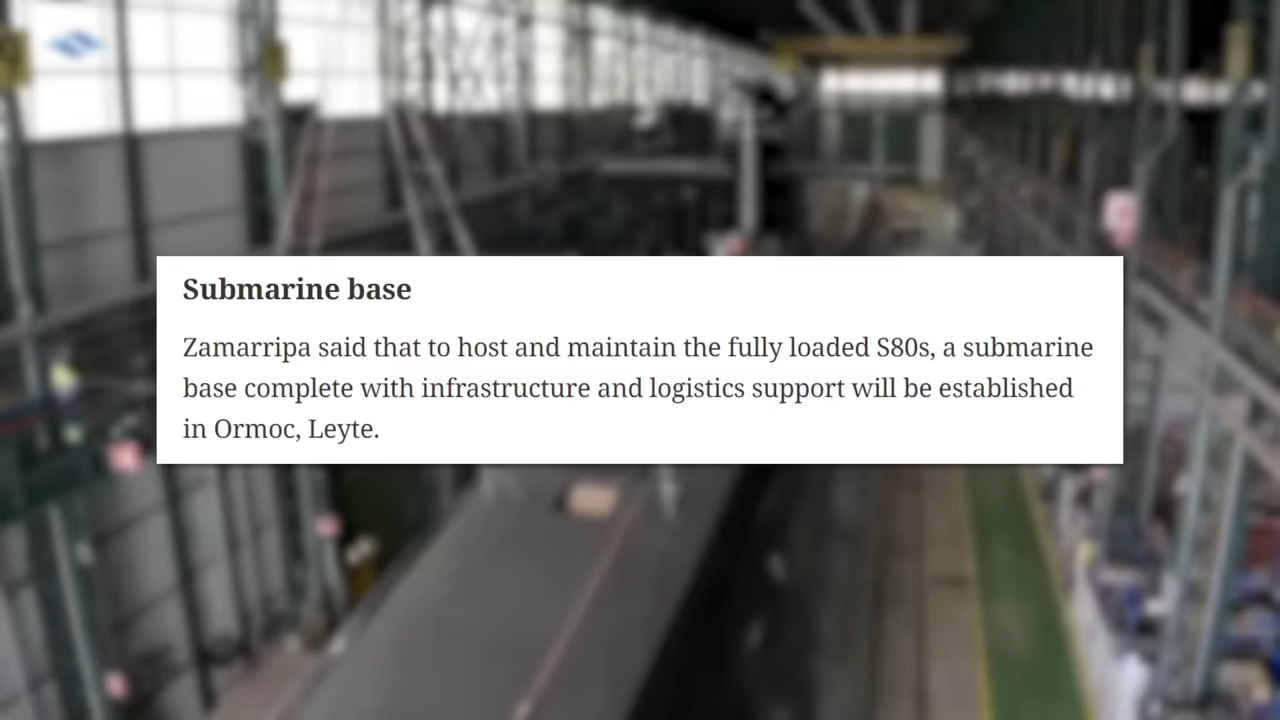 Submarine base
Zamarripa said that to host and maintain the fully loaded S80s, a submarine
base complete with infrastructure and logistics support will be established
in Ormoc, Leyte.